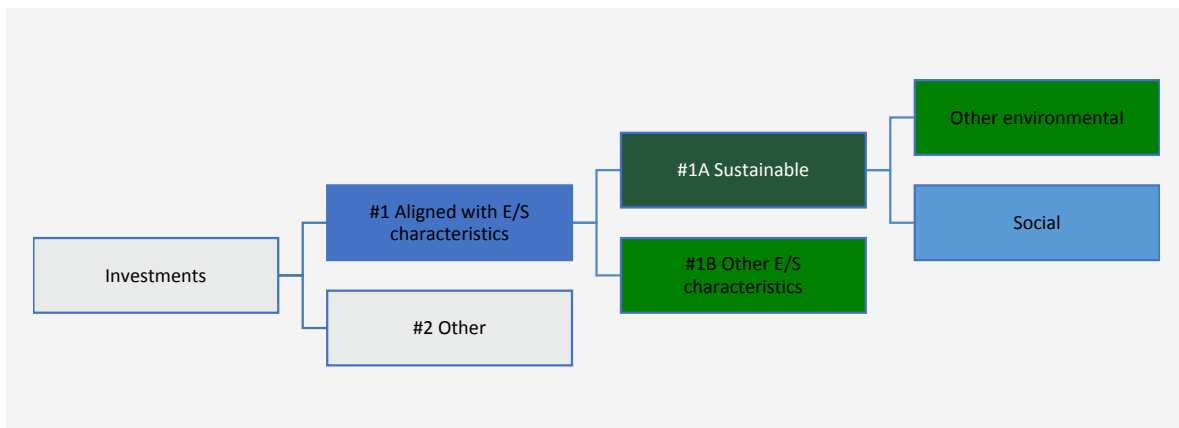 Investments
#1 Aligned with E/S
characteristics
#2 Other
#1A Sustainable
#1B Other E/S
characteristics
Other environmental
Social